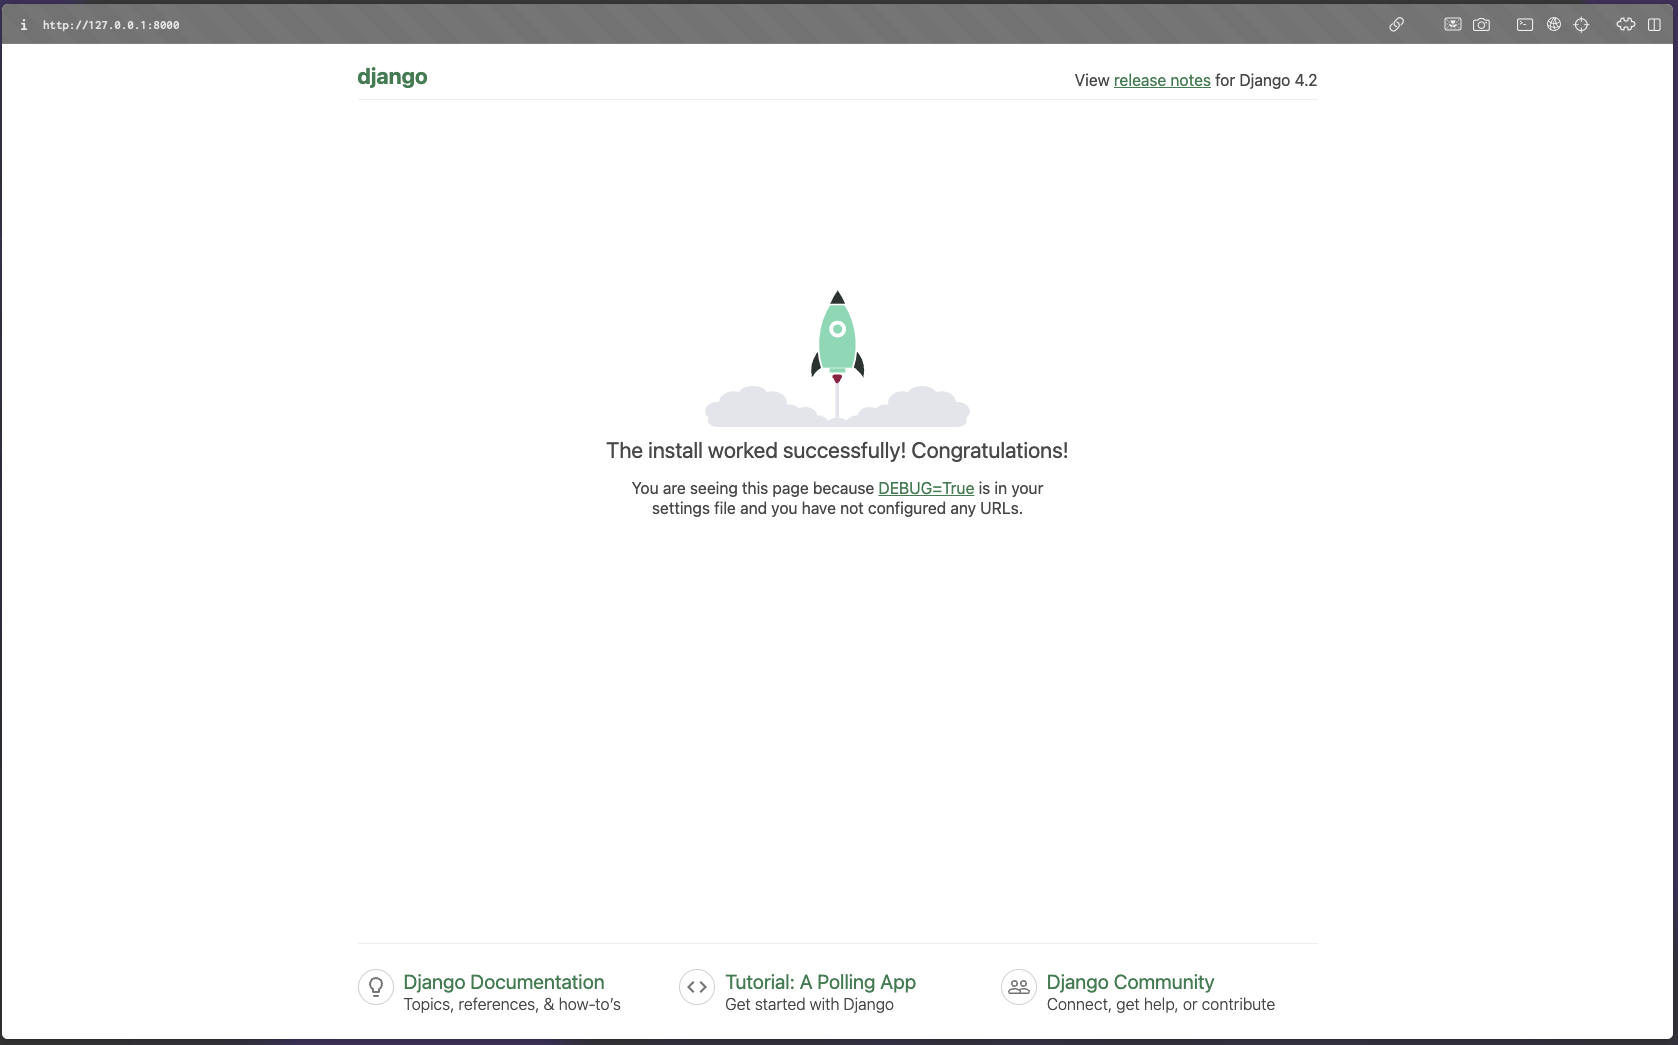 http://127.0.0.1:8000
django
View release notes for Django 4.2
The install worked successfully! Congratulations!
You are seeing this page because DEBUG=True is in your
settings file and you have not configured any URLs.
Django Documentation
Topics, references, & how-to’s
Tutorial: A Polling App
Get started with Django
Django Community
Connect, get help, or contribute